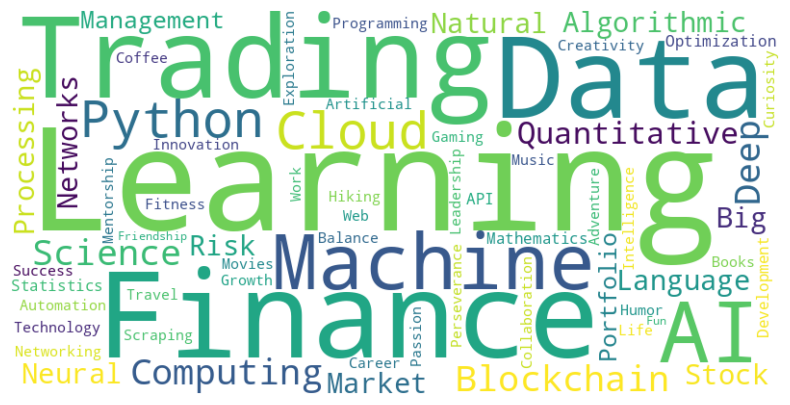 Management
Trading
Programming
Natural
Algorithmic
Coffee
Exploration
Creativity
Optimization
Data
Processing
Networks
Python
Artificial
Cloud
Gaming
Quantitative
Curiosity
Innovation
Learning
Music
Deep
Mentorship
Fitness
Work
Hiking
Web
Leadership
API
Adventure
Intelligence
Big
Friendship
Science
Risk
Balance
Machine
Mathematics
Success
Movies
Growth
Perseverance
Collaboration
Portfolio
Language
Books
Development
Statistics
Travel
Finance
Automation
Humor
AI
Technology
Scraping
Passion
Life
Fun
Networking
Neural
Computing
Career
Market
Blockchain
Stock